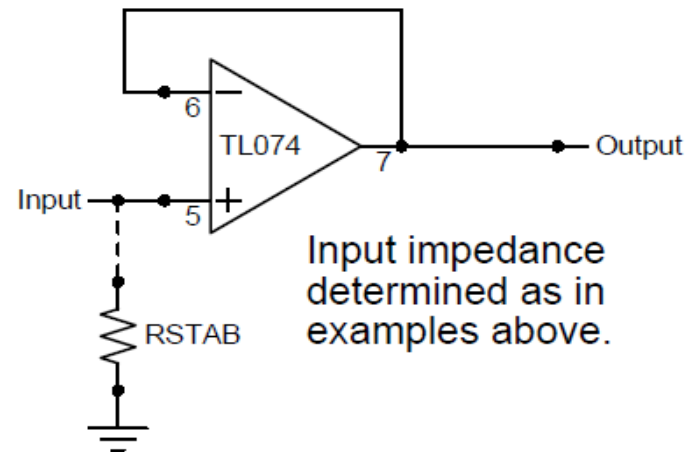 6
TL074
7
Output
Input
5
Input impedance
determined as in
examples above.
RSTAB